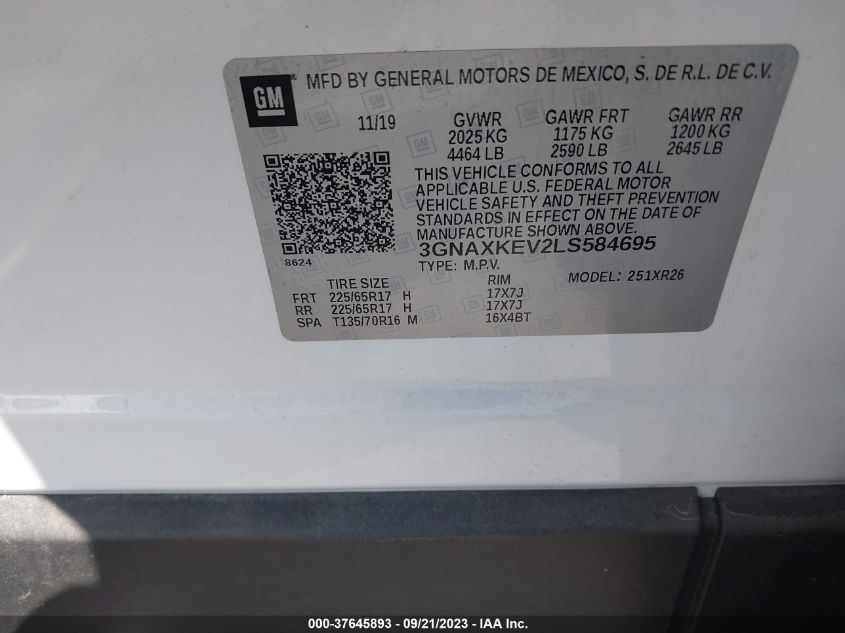 GM ® MFD BY GENERAL MOTORS DE MEXICO, S. DE R.L. DE C.V.
11/19 GVWR GAWR FRT GAWR RR
2025 KG 1175 KG 1200 KG
4464 LB 2590 LB 2645 LB
THIS VEHICLE CONFORMS TO ALL
APPLICABLE U.S. FEDERAL MOTOR
VEHICLE SAFETY AND THEFT PREVENTION
STANDARDS IN EFFECT ON THE DATE OF
MANUFACTURE SHOWN ABOVE.
8624
3GNAXKEV2LS584695
TYPE: M.P.V. MODEL: 251XR26
TIRE SIZE RIM
FRT 225/65R17 H 17X7J
RR 225/65R17 H 17X7J
SPA T135/70R16 M 16X4BT
000-37645893 - 09/21/2023 - IAAI Inc.